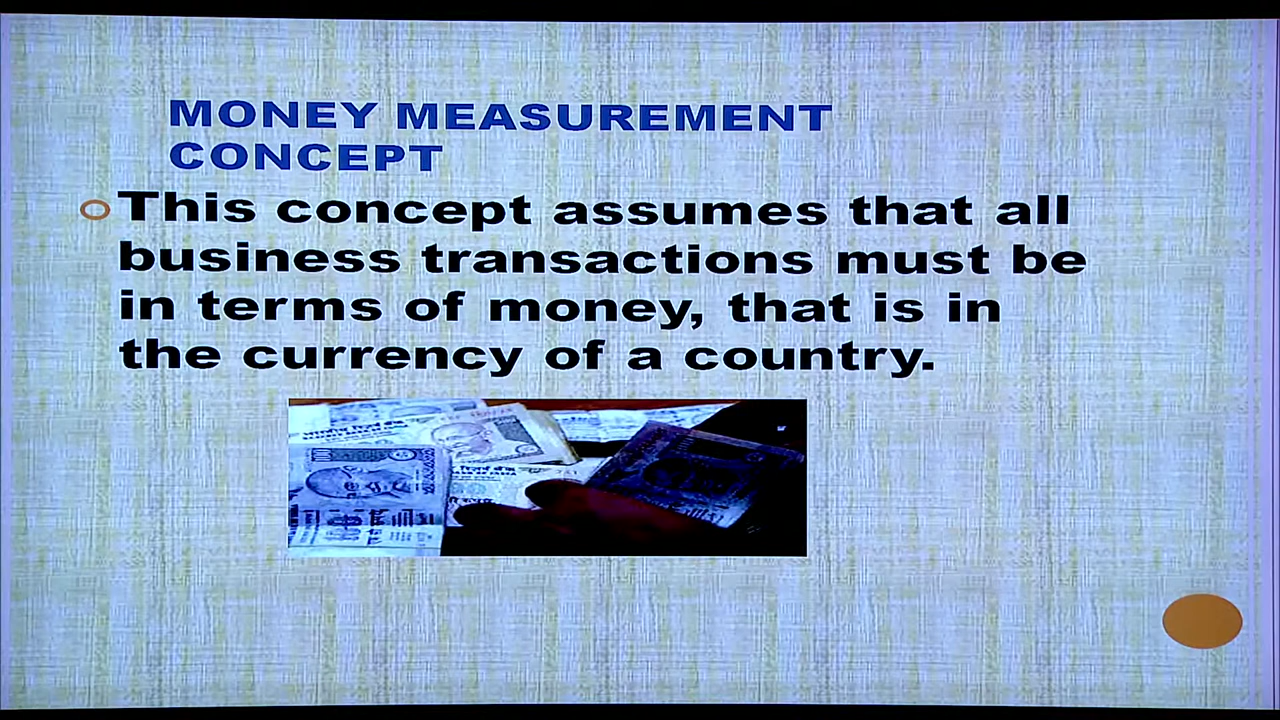 MONEY MEASUREMENT
CONCEPT
This concept assumes that all
business transactions must be
in terms of money, that is in
the currency of a country.